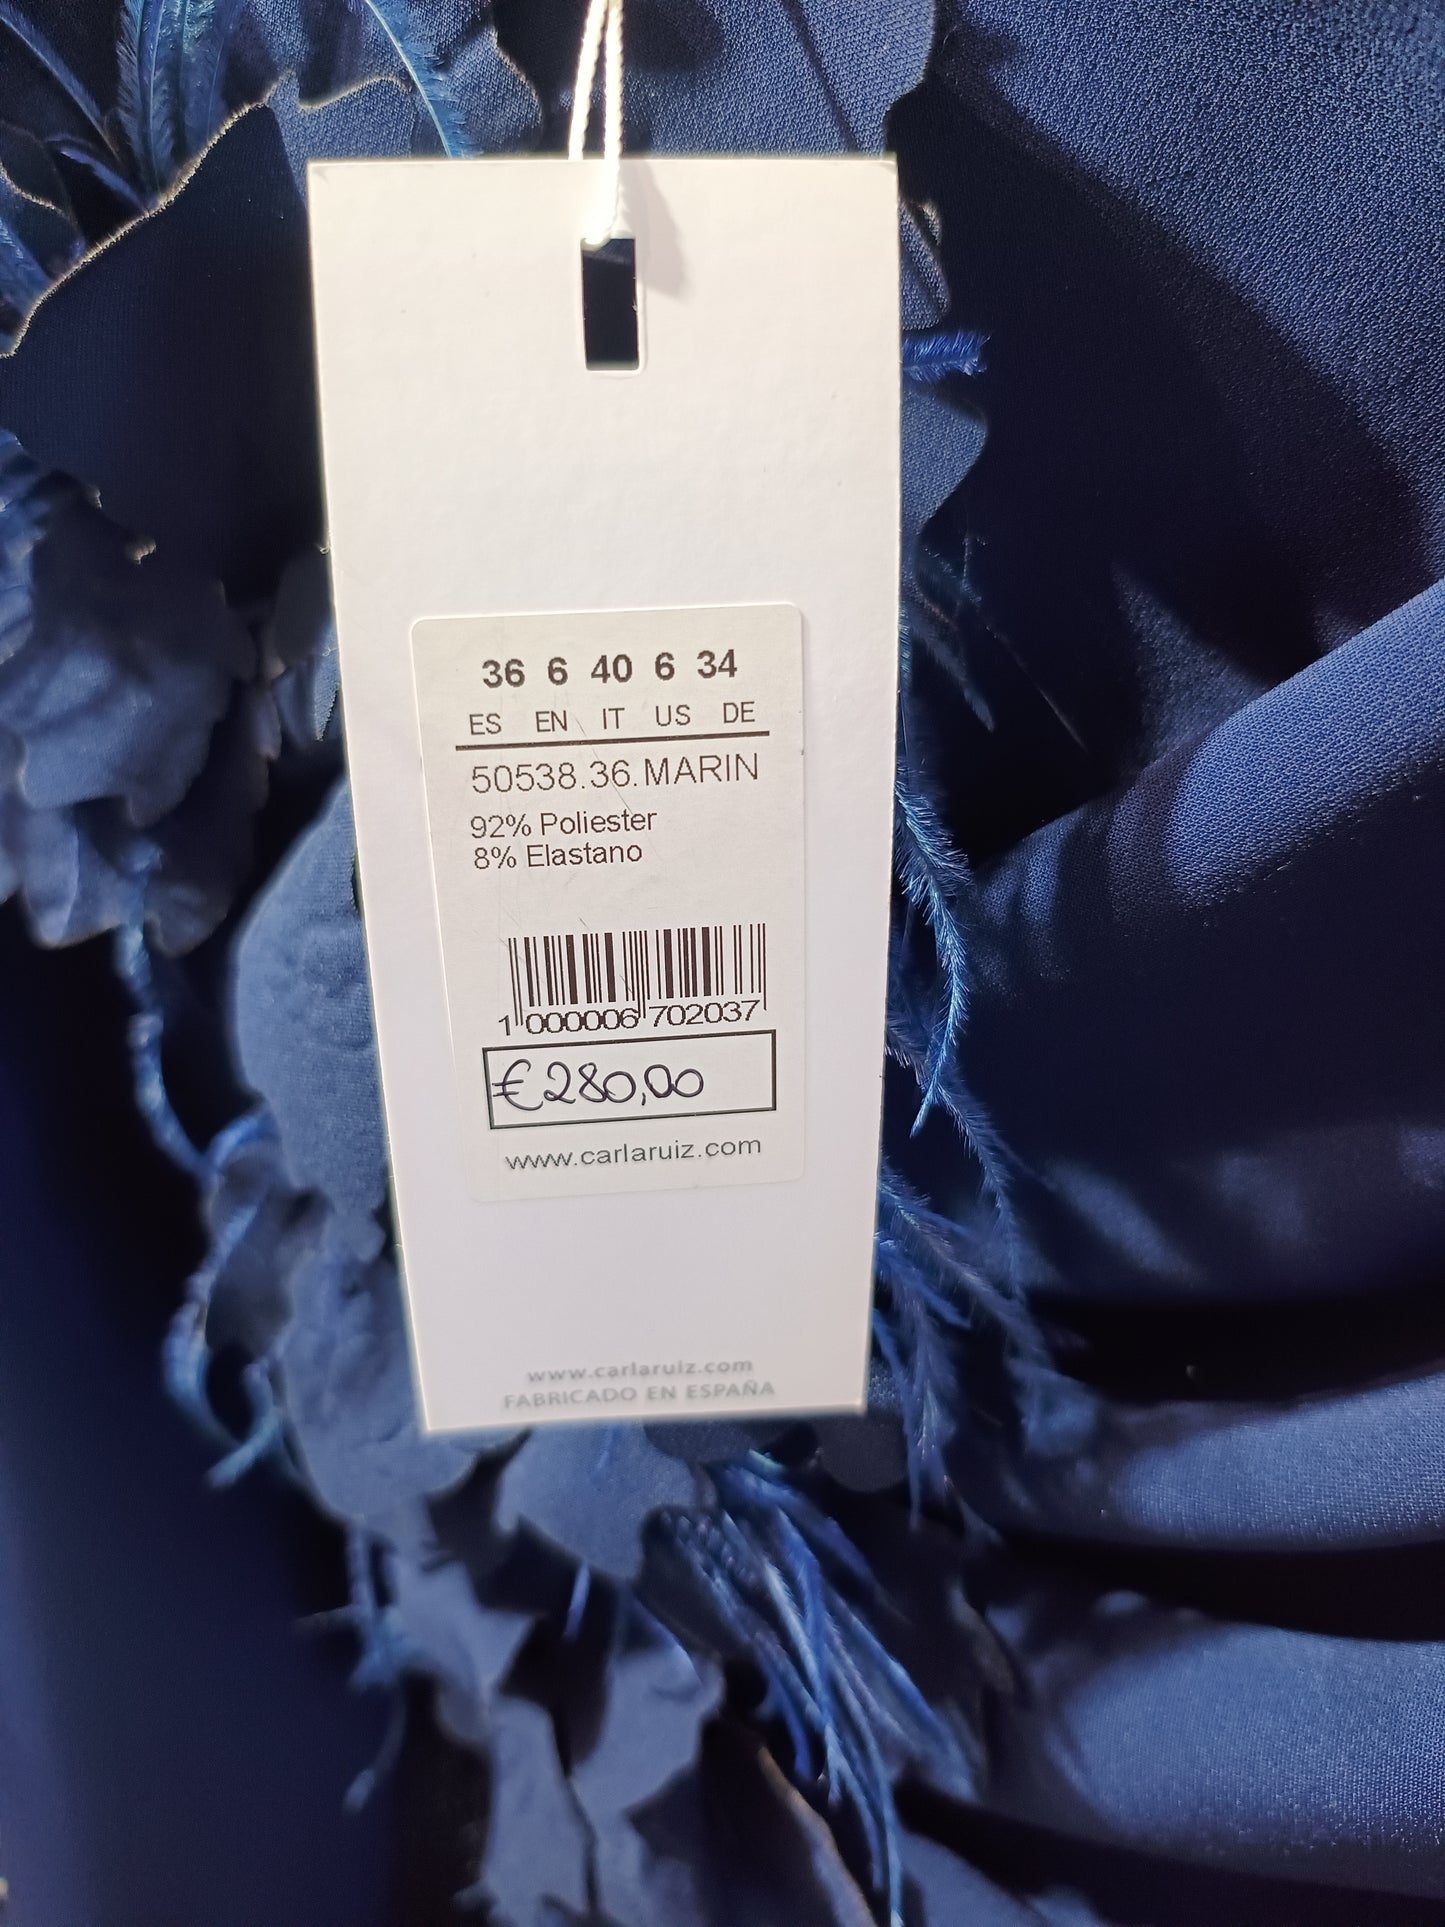 36 6 40 6 34
ES EN IT US DE
50538.36.MARIN
92% Poliester
8% Elastano
1 000006 702037
€280,00
www.carlaruiz.com
www.carlaruiz.com
FABRICADO EN ESPAÑA